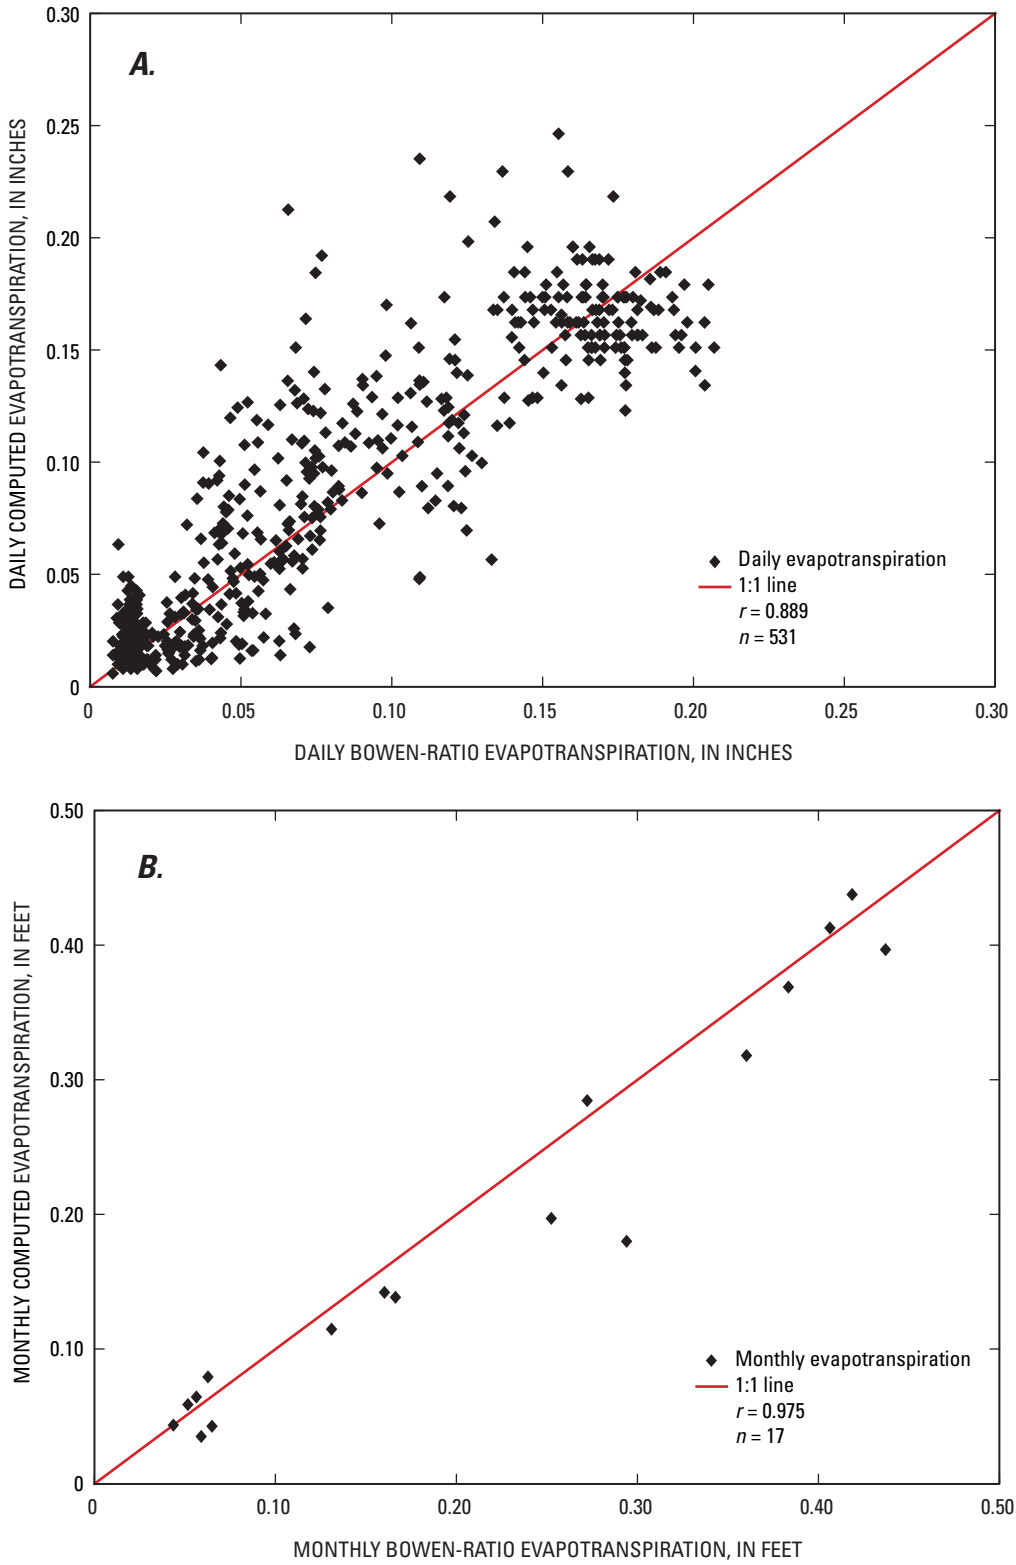 A.
DAILY COMPUTED EVAPOTRANSPIRATION, IN INCHES
0.30
0.25
0.20
0.15
0.10
0.05
0
Daily evapotranspiration
1:1 line
r = 0.889
n = 531
0 0.05 0.10 0.15 0.20 0.25 0.30
DAILY BOWEN-RATIO EVAPOTRANSPIRATION, IN INCHES
B.
MONTHLY COMPUTED EVAPOTRANSPIRATION, IN FEET
0.50
0.40
0.30
0.20
0.10
0
Monthly evapotranspiration
1:1 line
r = 0.975
n = 17
0 0.10 0.20 0.30 0.40 0.50
MONTHLY BOWEN-RATIO EVAPOTRANSPIRATION, IN FEET